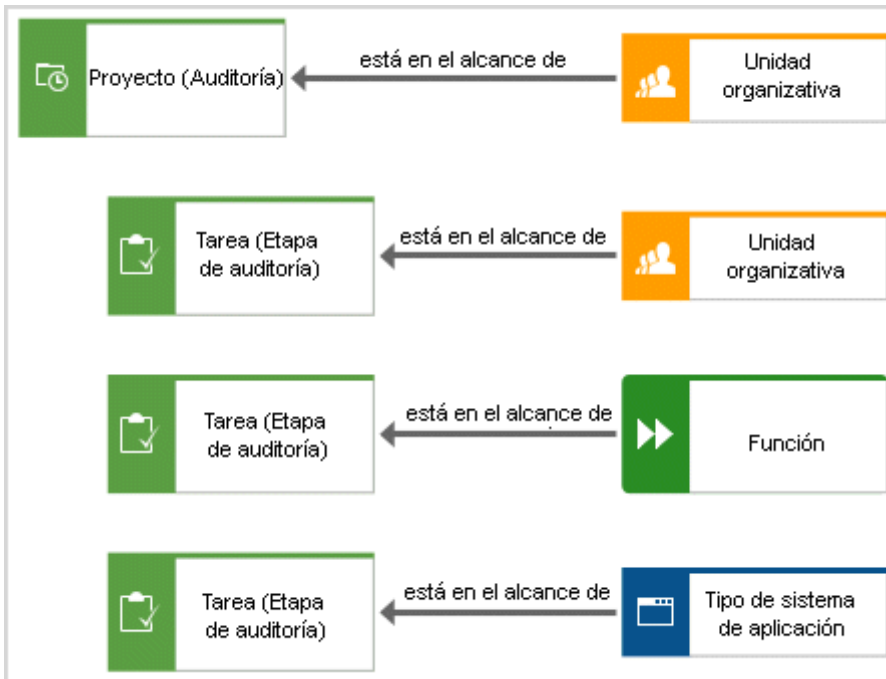 Proyecto (Auditoría)
está en el alcance de
Unidad
organizativa
Tarea (Etapa
de auditoría)
está en el alcance de
Unidad
organizativa
Tarea (Etapa
de auditoría)
está en el alcance de
Función
Tarea (Etapa
de auditoría)
está en el alcance de
Tipo de sistema
de aplicación